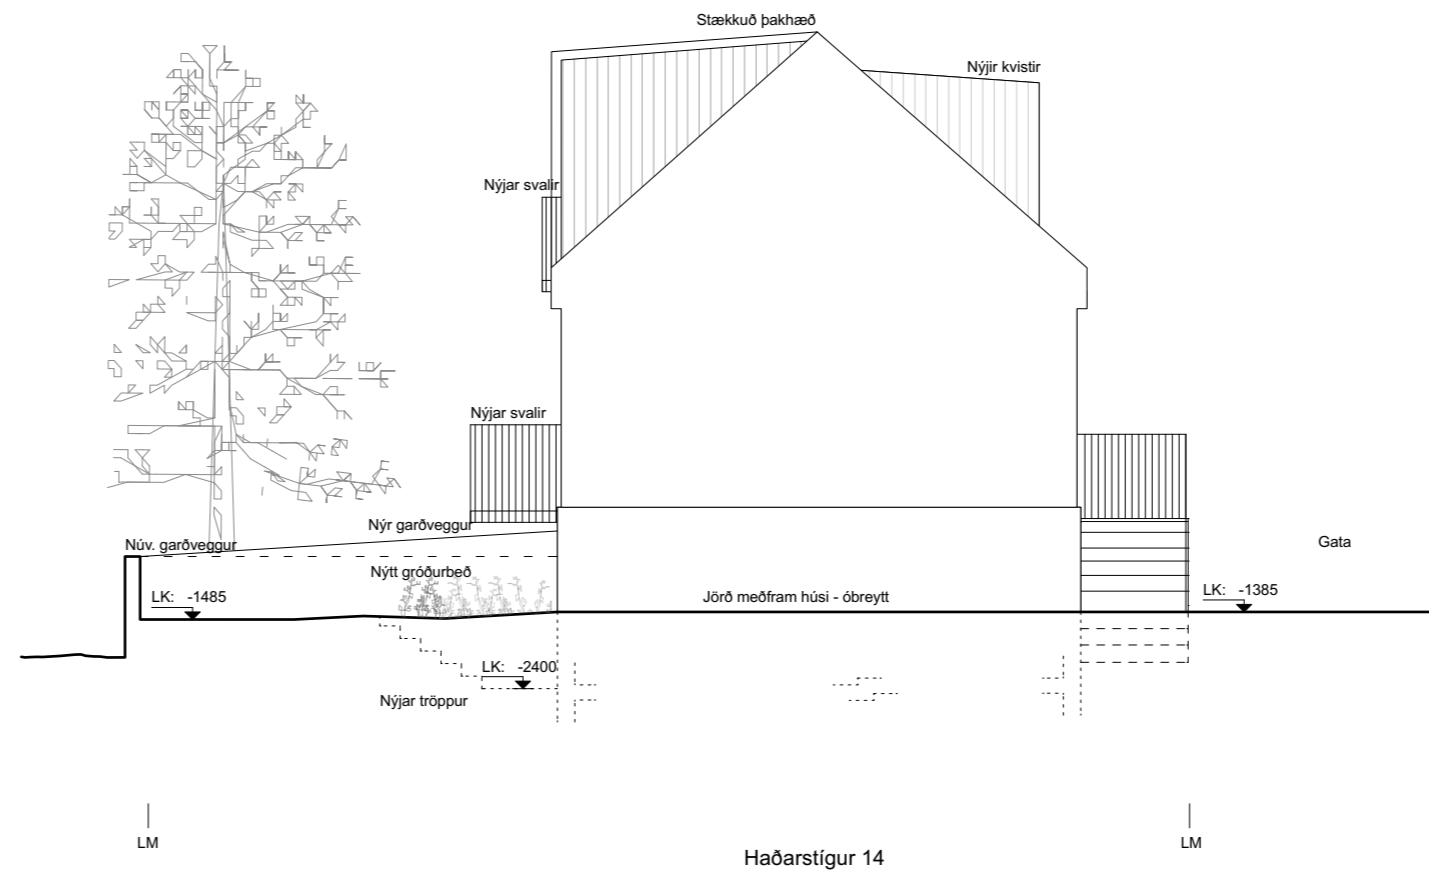 Stækkuð þakhæð
Nýjir kvistir
Nýjar svalir
Nýjar svalir
Nýr garðveggur
Núv. garðveggur
Gata
Nýtt gróðurbeð
LK: -1485
Jörð meðfram húsi - óbreytt
LK: -1385
LK: -2400
Nýjar tröppur
LM
LM
Haðarstígur 14